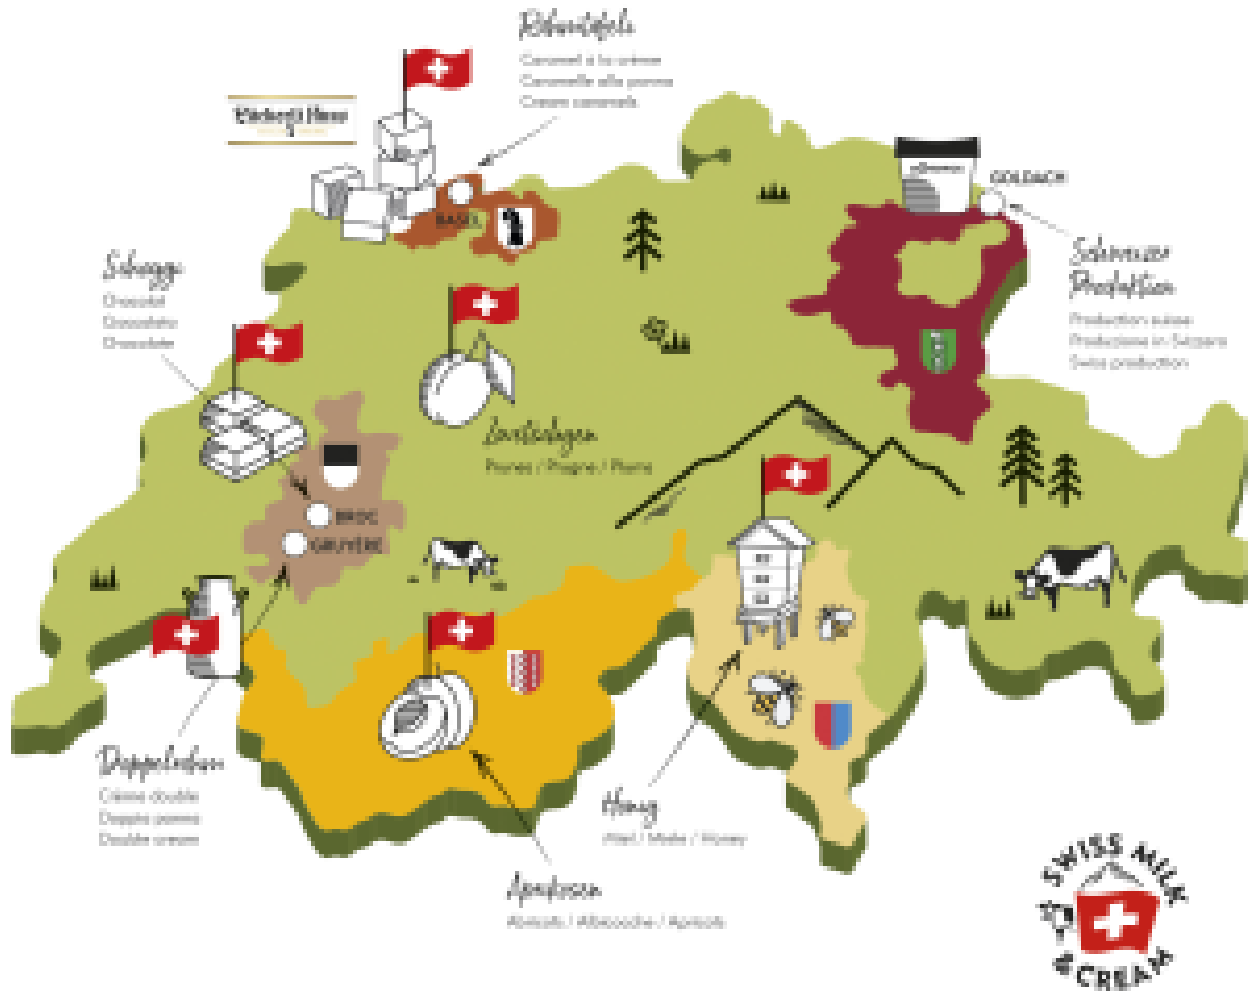 Rahmtäfeli
Caramel à la crème
Caramelle alla panna
Cream caramels
BASEL
GOLDACH
Schweizer
Produktion
Production suisse
Produzione in Svizzera
Swiss production
Schoggi
Chocolat
Cioccolato
Chocolate
Zwetschgen
Prunes / Prugne / Plums
BROC
GRUYÈRE
Doppelrahm
Crème double
Doppia panna
Double cream
Honig
Miel / Miele / Honey
Aprikosen
Abricots / Albicocche / Apricots
SWISS MILK
& CREAM